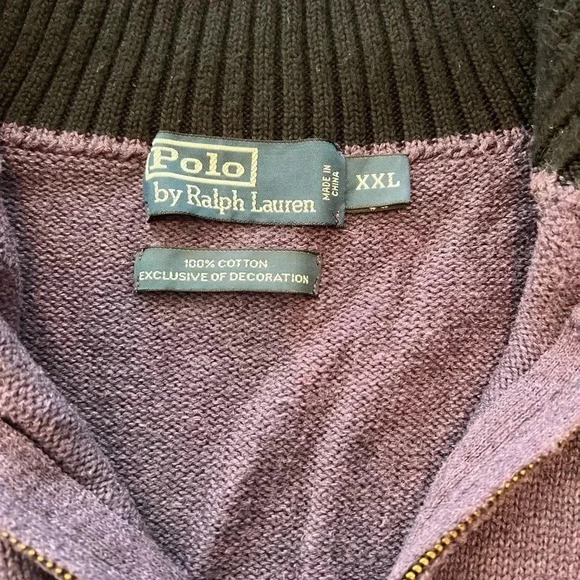 Polo
by Ralph Lauren
MADE IN
CHINA
XXL
100% COTTON
EXCLUSIVE OF DECORATION